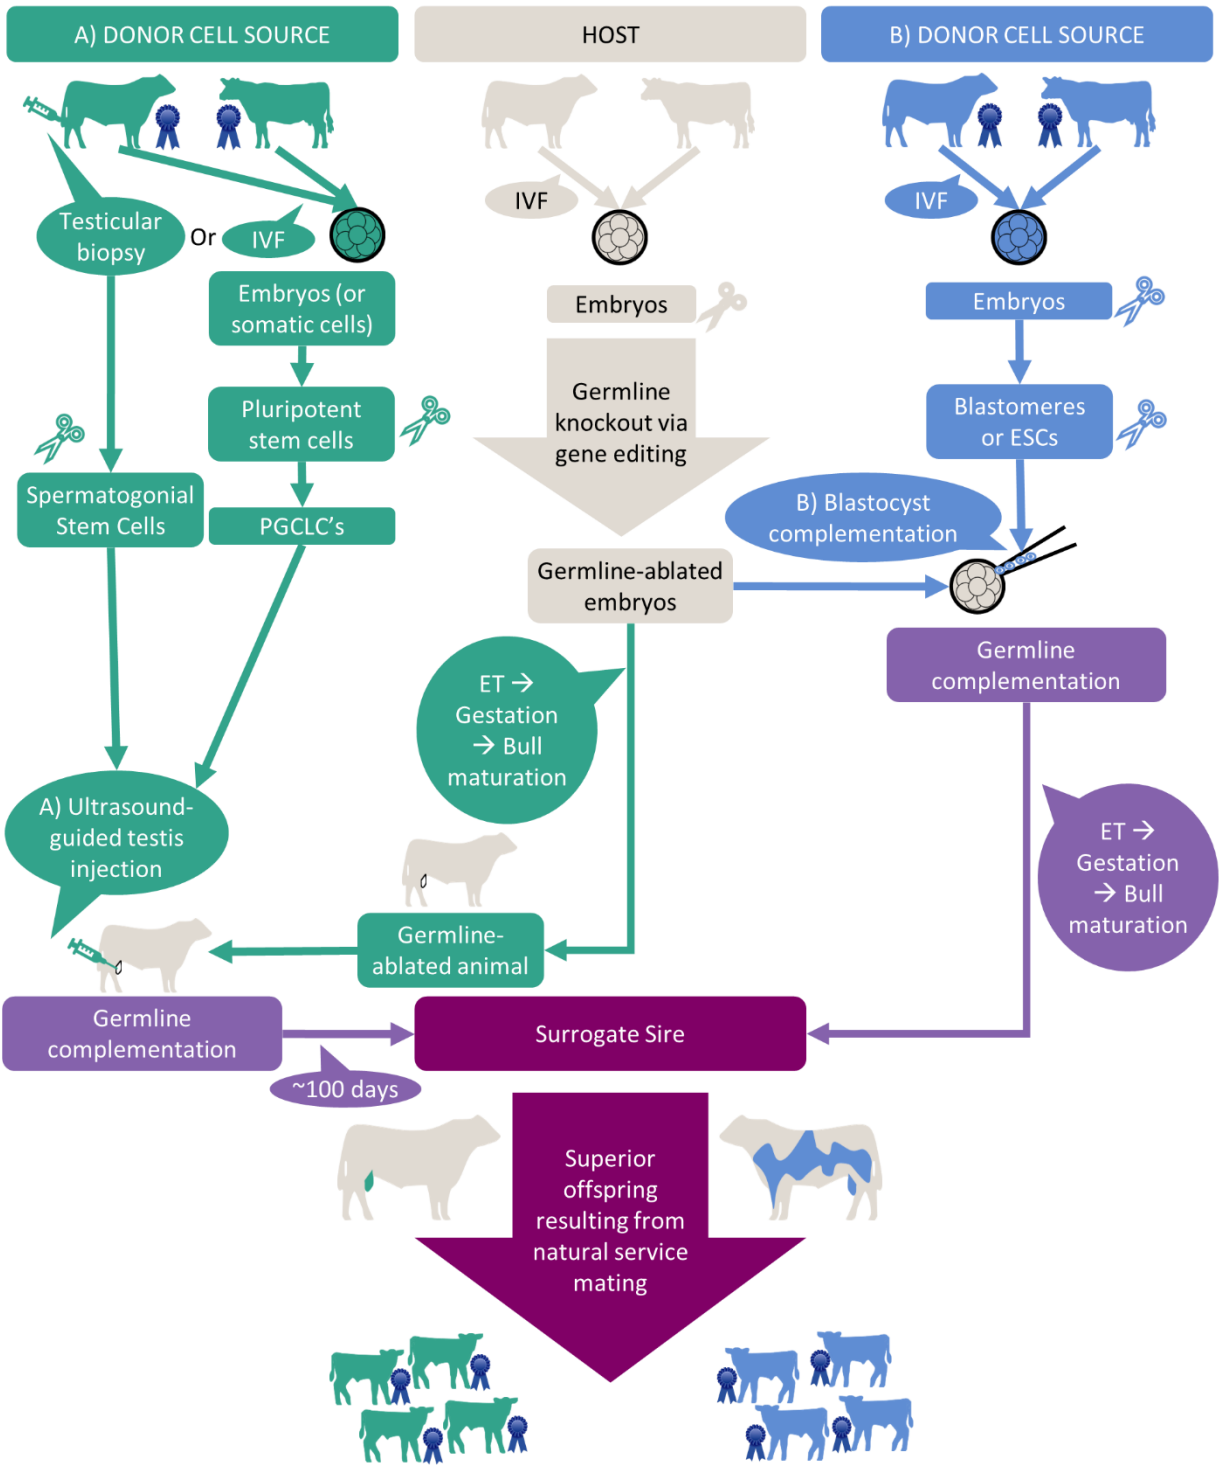 A) DONOR CELL SOURCE
HOST
B) DONOR CELL SOURCE
Testicular
biopsy
Or
IVF
IVF
IVF
Embryos (or
somatic cells)
Embryos
Embryos
Pluripotent
stem cells
Germline
knockout via
gene editing
Blastomeres
or ESCs
Spermatogonial
Stem Cells
PGCLC's
B) Blastocyst
complementation
Germline-ablated
embryos
Germline
complementation
ET →
Gestation
→ Bull
maturation
A) Ultrasound-
guided testis
injection
ET →
Gestation
→ Bull
maturation
Germline-
ablated animal
Germline
complementation
Surrogate Sire
~100 days
Superior
offspring
resulting from
natural service
mating